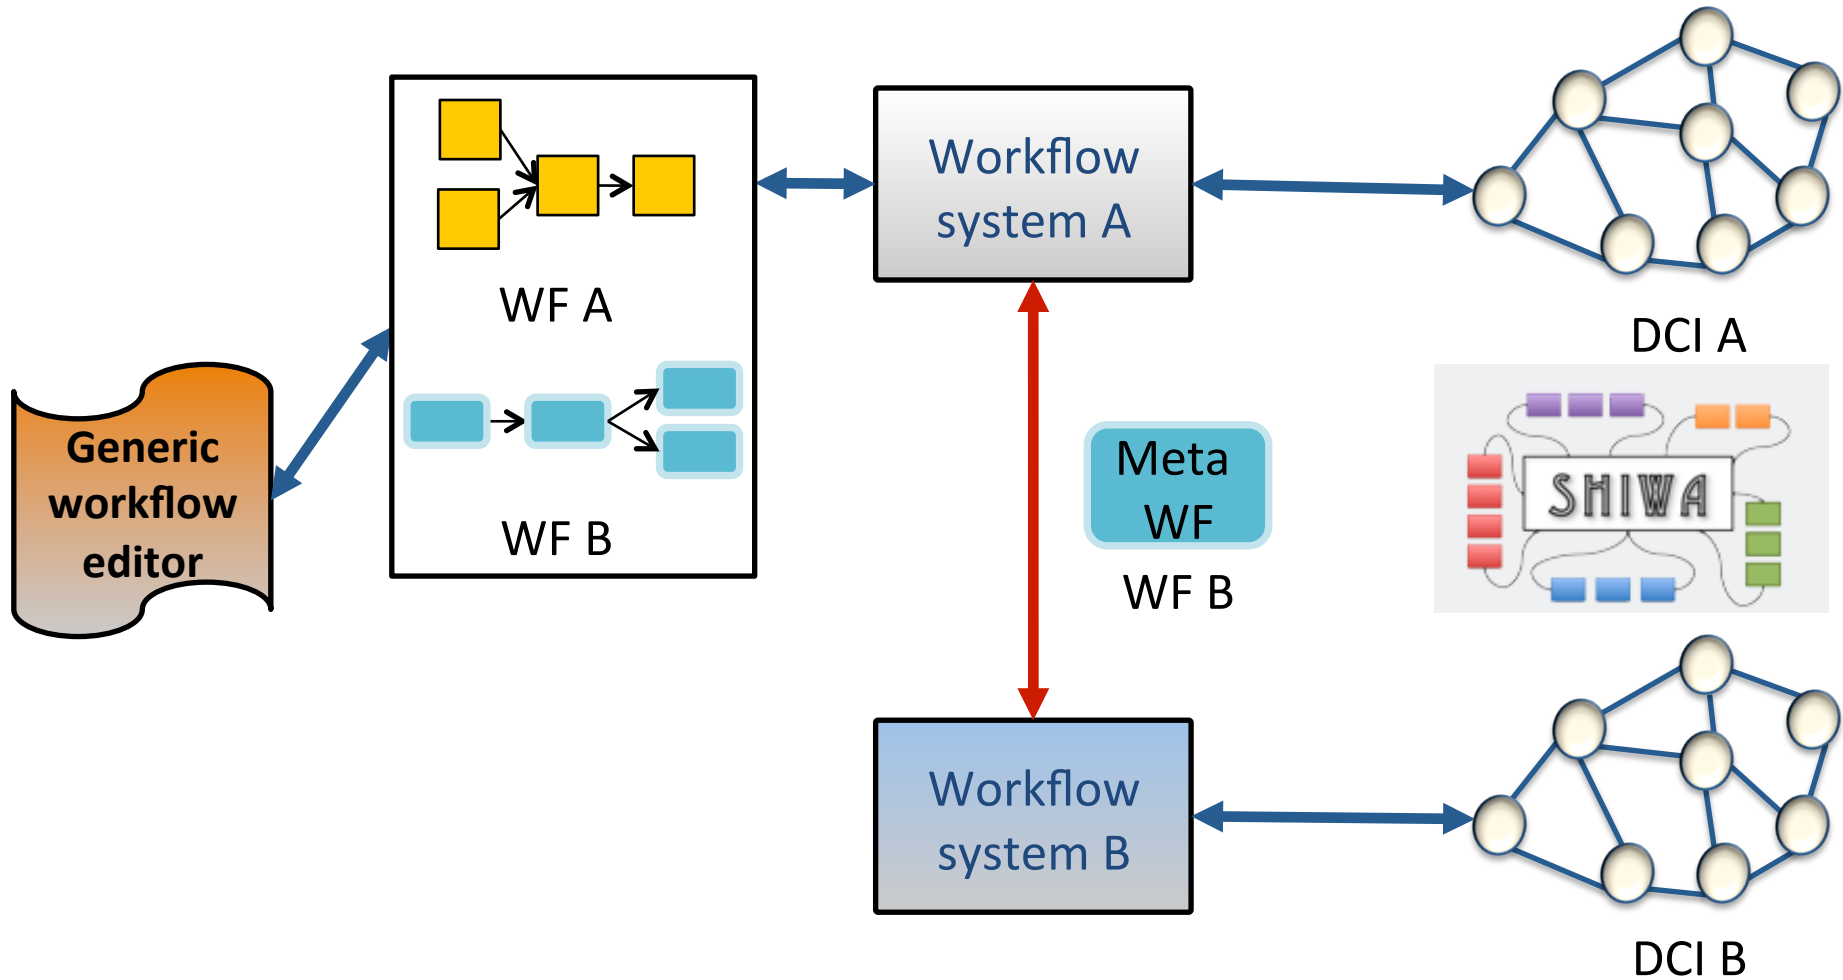 Generic
workflow
editor
WF A
WF B
Workflow
system A
Meta
WF
WF B
Workflow
system B
DCI A
SHIWA
DCI B